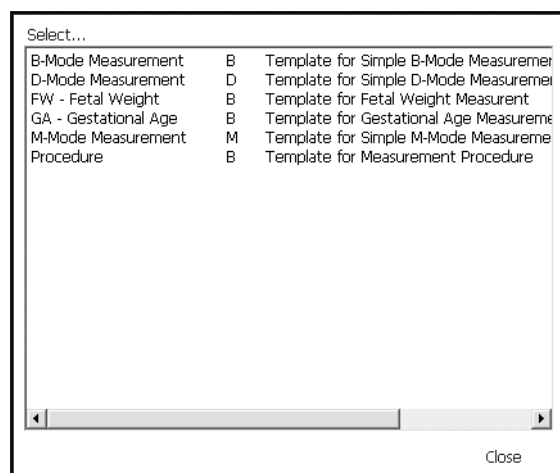 Select...
B-Mode Measurement B Template for Simple B-Mode Measuremer
D-Mode Measurement D Template for Simple D-Mode Measuremer
FW - Fetal Weight B Template for Fetal Weight Measurent
GA - Gestational Age B Template for Gestational Age Measureme
M-Mode Measurement M Template for Simple M-Mode Measureme
Procedure B Template for Measurement Procedure
Close